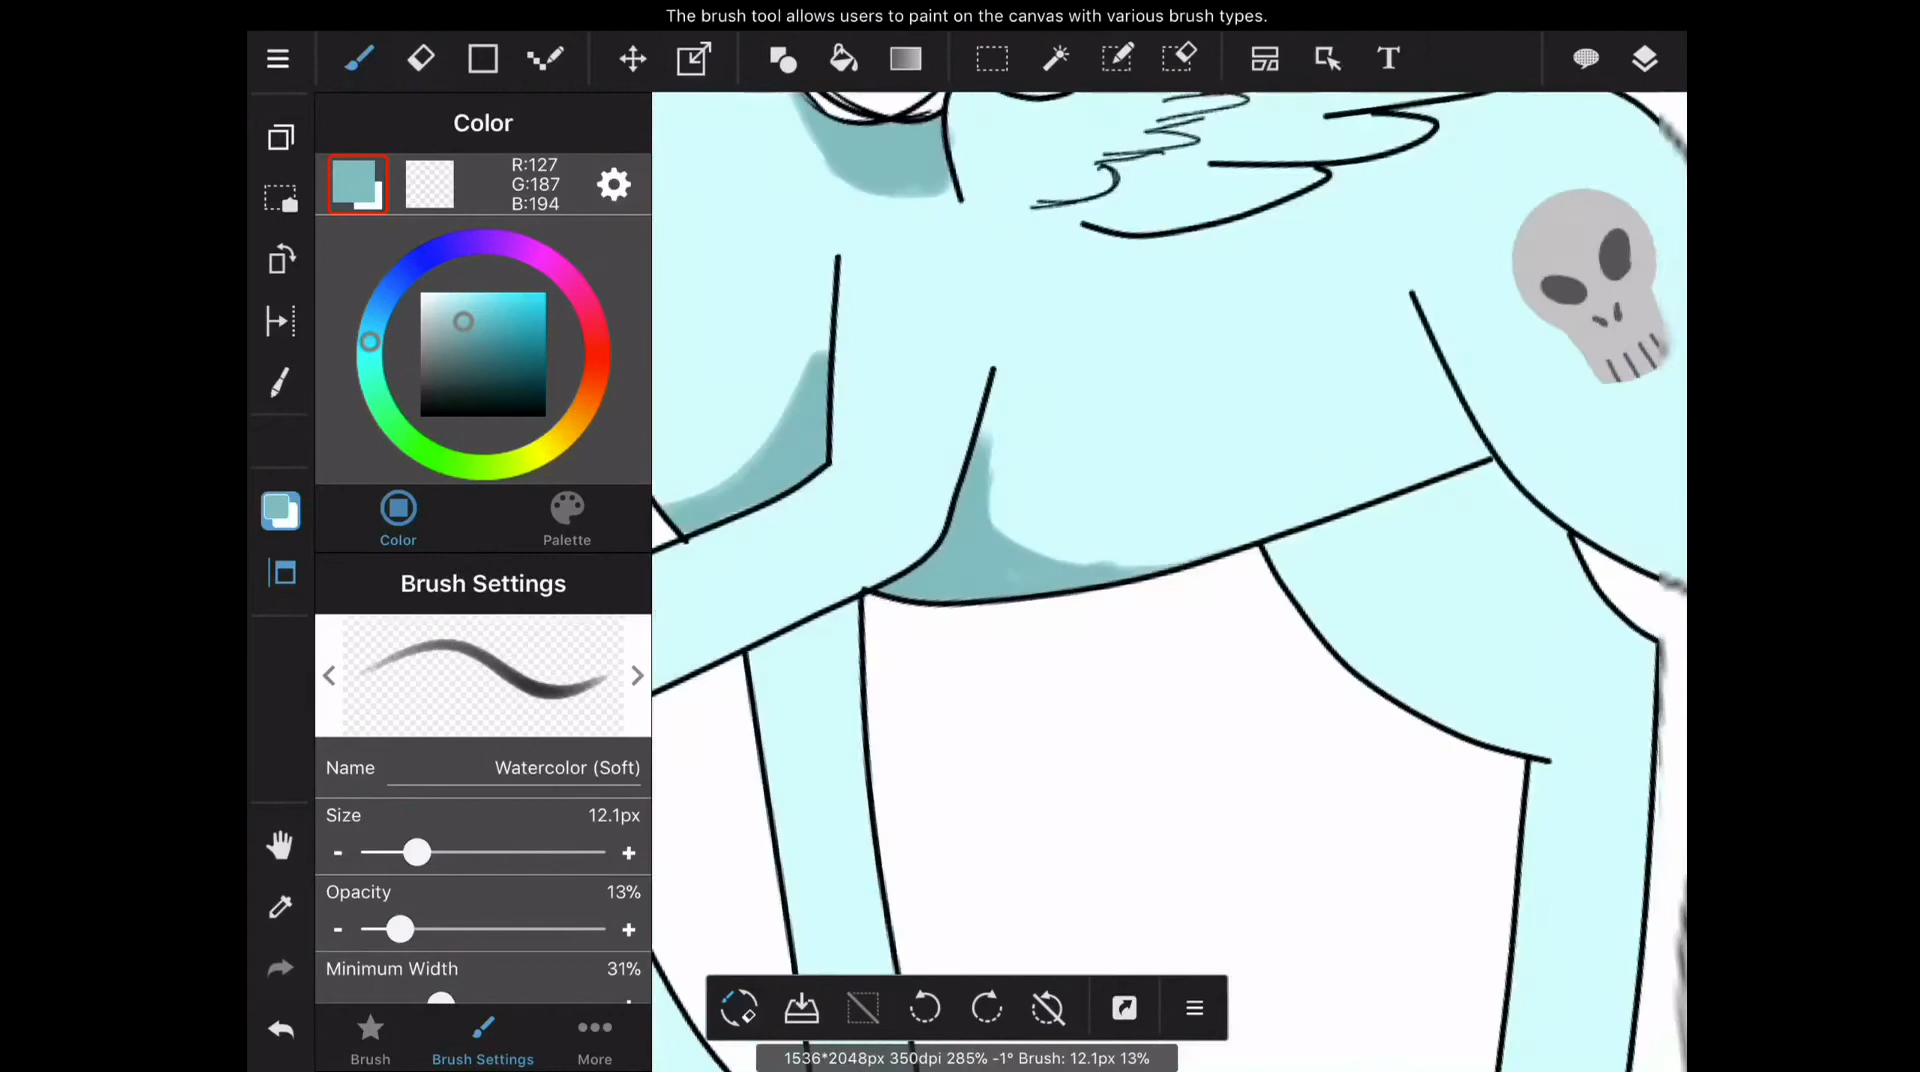 The brush tool allows users to paint on the canvas with various brush types.
T
Color
R:127
G:187
B:194
Color
Palette
Brush Settings
Name
Watercolor (Soft)
Size
12.1px
-
+
Opacity
13%
-
+
Minimum Width
31%
Brush
Brush Settings
More
1536*2048px 350dpi 285% -1° Brush: 12.1px 13%